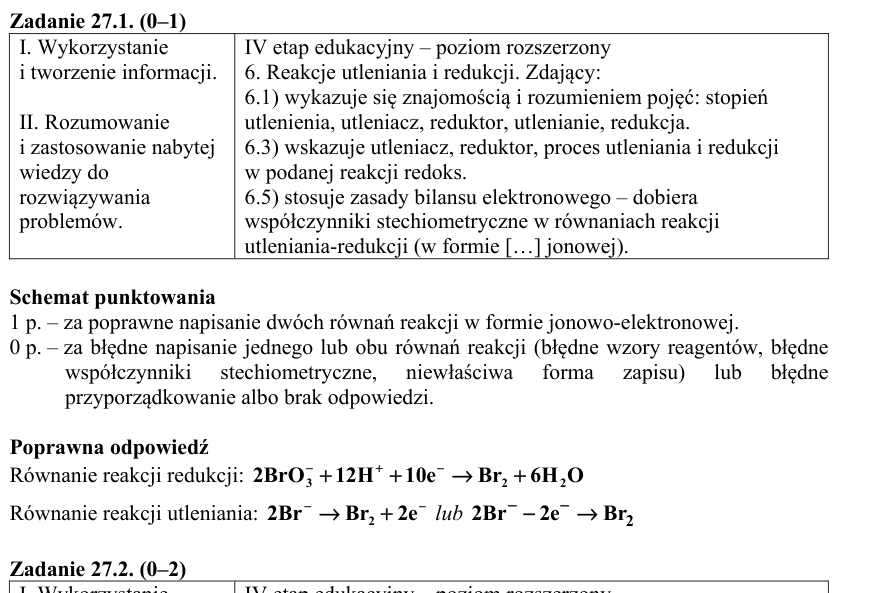 Zadanie 27.1. (0–1)
I. Wykorzystanie
i tworzenie informacji.
II. Rozumowanie
i zastosowanie nabytej
wiedzy do
rozwiązywania
problemów.
IV etap edukacyjny – poziom rozszerzony
6. Reakcje utleniania i redukcji. Zdający:
6.1) wykazuje się znajomością i rozumieniem pojęć: stopień
utlenienia, utleniacz, reduktor, utlenianie, redukcja.
6.3) wskazuje utleniacz, reduktor, proces utleniania i redukcji
w podanej reakcji redoks.
6.5) stosuje zasady bilansu elektronowego – dobiera
współczynniki stechiometryczne w równaniach reakcji
utleniania-redukcji (w formie […] jonowej).
Schemat punktowania
1 p. – za poprawne napisanie dwóch równań reakcji w formie jonowo-elektronowej.
0 p. – za błędne napisanie jednego lub obu równań reakcji (błędne wzory reagentów, błędne
współczynniki stechiometryczne, niewłaściwa forma zapisu) lub błędne
przyporządkowanie albo brak odpowiedzi.
Poprawna odpowiedź
Równanie reakcji redukcji: 2BrO₃⁻ + 12H⁺ + 10e⁻ → Br₂ + 6H₂O
Równanie reakcji utleniania: 2Br⁻ → Br₂ + 2e⁻ lub 2Br⁻ − 2e⁻ → Br₂
Zadanie 27.2. (0–2)
I. Wykorzystanie
IV etap edukacyjny – poziom rozszerzony